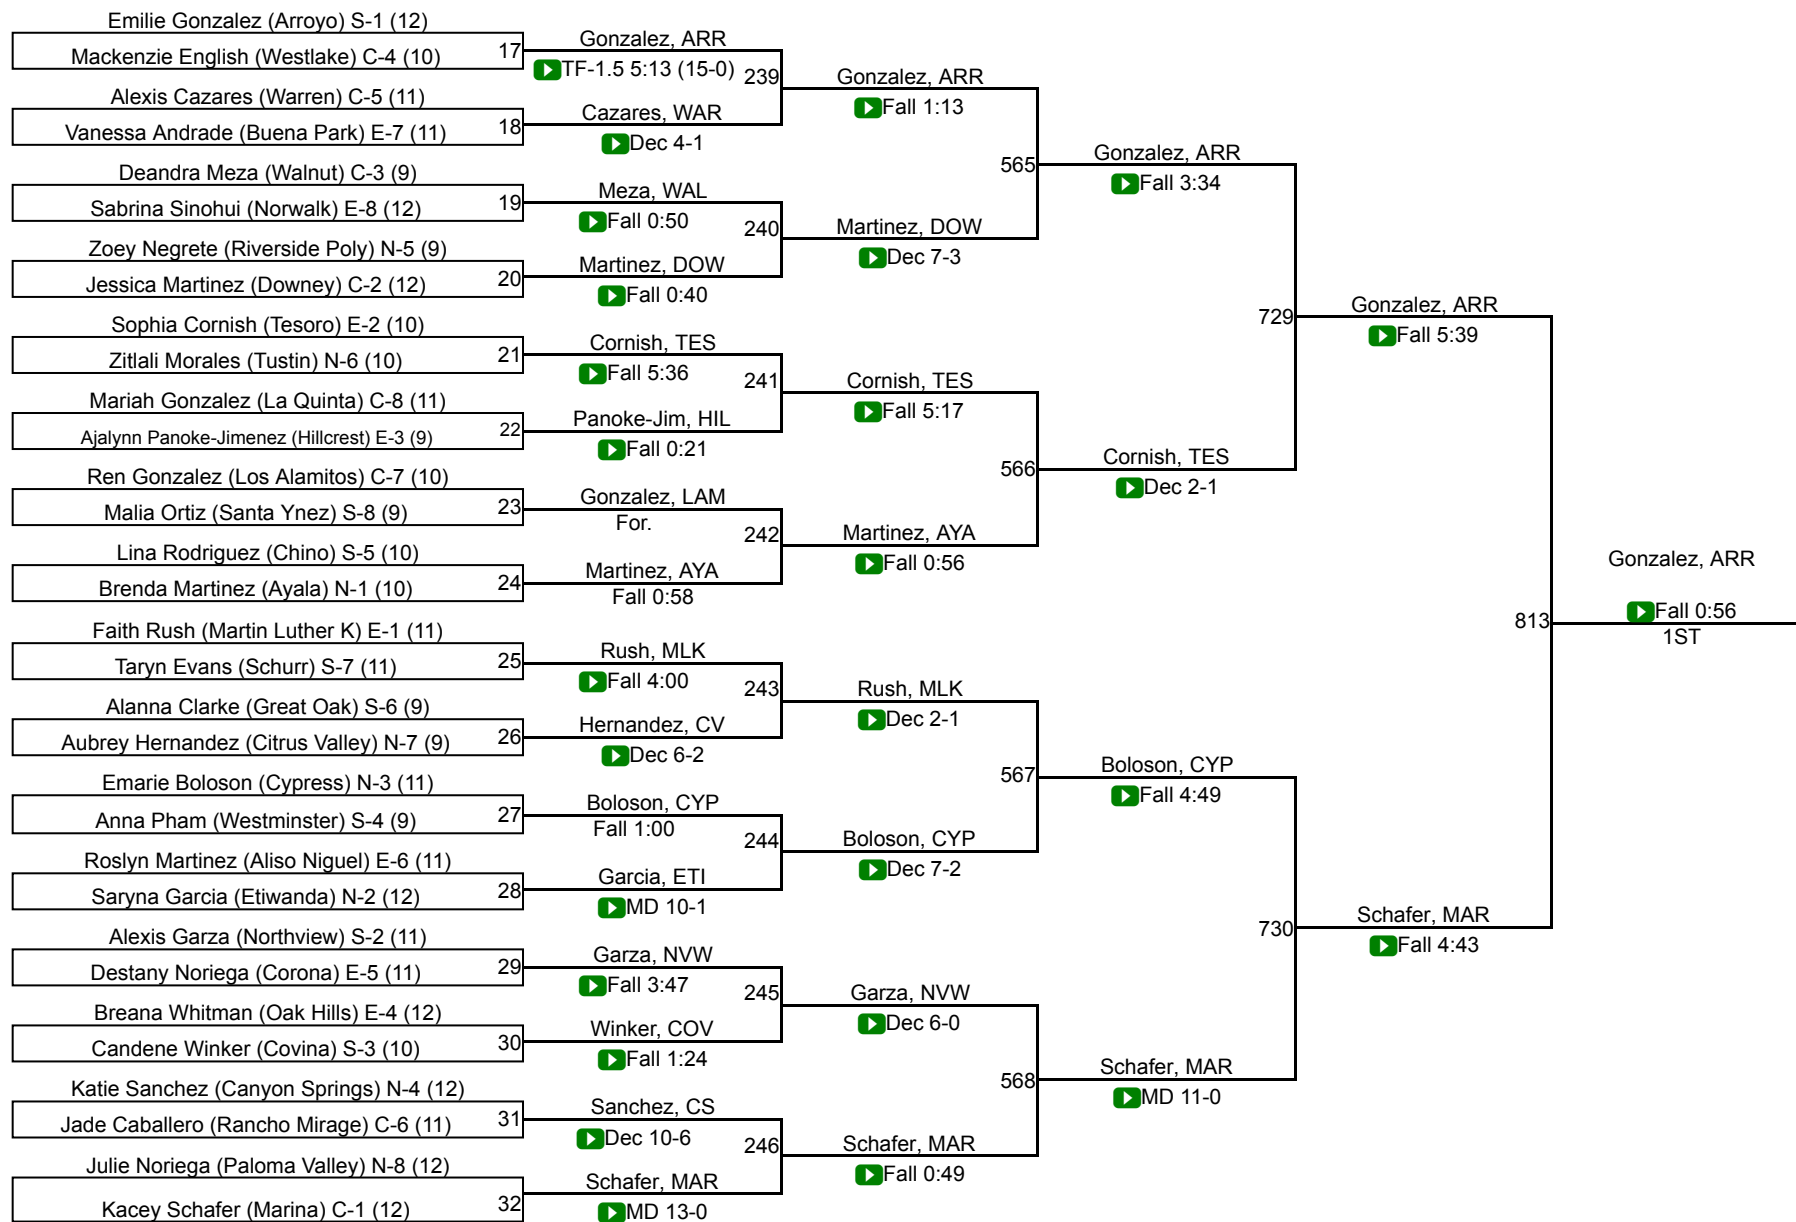 Emilie Gonzalez (Arroyo) S-1 (12)
Mackenzie English (Westlake) C-4 (10)
17
Alexis Cazares (Warren) C-5 (11)
Vanessa Andrade (Buena Park) E-7 (11)
18
Deandra Meza (Walnut) C-3 (9)
Sabrina Sinohui (Norwalk) E-8 (12)
19
Zoey Negrete (Riverside Poly) N-5 (9)
Jessica Martinez (Downey) C-2 (12)
20
Sophia Cornish (Tesoro) E-2 (10)
Zitlali Morales (Tustin) N-6 (10)
21
Mariah Gonzalez (La Quinta) C-8 (11)
Ajalynn Panoke-Jimenez (Hillcrest) E-3 (9)
22
Ren Gonzalez (Los Alamitos) C-7 (10)
Malia Ortiz (Santa Ynez) S-8 (9)
23
Lina Rodriguez (Chino) S-5 (10)
Brenda Martinez (Ayala) N-1 (10)
24
Faith Rush (Martin Luther K) E-1 (11)
Taryn Evans (Schurr) S-7 (11)
25
Alanna Clarke (Great Oak) S-6 (9)
Aubrey Hernandez (Citrus Valley) N-7 (9)
26
Emarie Boloson (Cypress) N-3 (11)
Anna Pham (Westminster) S-4 (9)
27
Roslyn Martinez (Aliso Niguel) E-6 (11)
Saryna Garcia (Etiwanda) N-2 (12)
28
Alexis Garza (Northview) S-2 (11)
Destany Noriega (Corona) E-5 (11)
29
Breana Whitman (Oak Hills) E-4 (12)
Candene Winker (Covina) S-3 (10)
30
Katie Sanchez (Canyon Springs) N-4 (12)
Jade Caballero (Rancho Mirage) C-6 (11)
31
Julie Noriega (Paloma Valley) N-8 (12)
Kacey Schafer (Marina) C-1 (12)
32
Gonzalez, ARR
TF-1.5 5:13 (15-0)
239
Cazares, WAR
Dec 4-1
Meza, WAL
Fall 0:50
240
Martinez, DOW
Fall 0:40
Cornish, TES
Fall 5:36
241
Panoke-Jim, HIL
Fall 0:21
Gonzalez, LAM
For.
242
Martinez, AYA
Fall 0:58
Rush, MLK
Fall 4:00
243
Hernandez, CV
Dec 6-2
Boloson, CYP
Fall 1:00
244
Garcia, ETI
MD 10-1
Garza, NVW
Fall 3:47
245
Winker, COV
Fall 1:24
Sanchez, CS
Dec 10-6
246
Schafer, MAR
MD 13-0
Gonzalez, ARR
Fall 1:13
565
Martinez, DOW
Dec 7-3
Cornish, TES
Fall 5:17
566
Martinez, AYA
Fall 0:56
Rush, MLK
Dec 2-1
567
Boloson, CYP
Dec 7-2
Garza, NVW
Dec 6-0
568
Schafer, MAR
Fall 0:49
Gonzalez, ARR
Fall 3:34
729
Cornish, TES
Dec 2-1
Boloson, CYP
Fall 4:49
730
Schafer, MAR
MD 11-0
Gonzalez, ARR
Fall 5:39
813
Schafer, MAR
Fall 4:43
Gonzalez, ARR
Fall 0:56
1ST